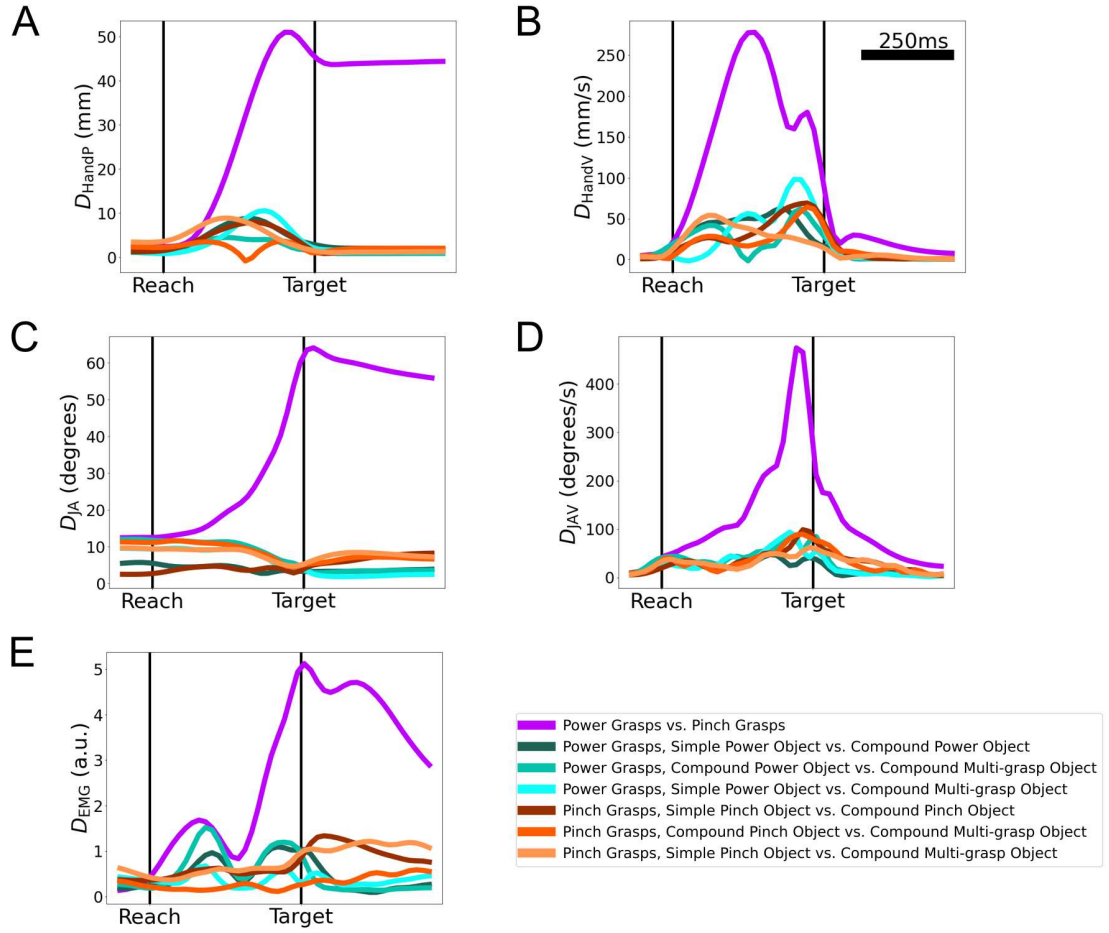 A
50
40
30
20
10
0
D_HandP (mm)
Reach
Target
B
250ms
250
200
150
100
50
0
D_HandV (mm/s)
Reach
Target
C
60
50
40
30
20
10
0
D_JA (degrees)
Reach
Target
D
400
300
200
100
0
D_JAV (degrees/s)
Reach
Target
E
5
4
3
2
1
0
D_EMG (a.u.)
Reach
Target
Power Grasps vs. Pinch Grasps
Power Grasps, Simple Power Object vs. Compound Power Object
Power Grasps, Compound Power Object vs. Compound Multi-grasp Object
Power Grasps, Simple Power Object vs. Compound Multi-grasp Object
Pinch Grasps, Simple Pinch Object vs. Compound Pinch Object
Pinch Grasps, Compound Pinch Object vs. Compound Multi-grasp Object
Pinch Grasps, Simple Pinch Object vs. Compound Multi-grasp Object